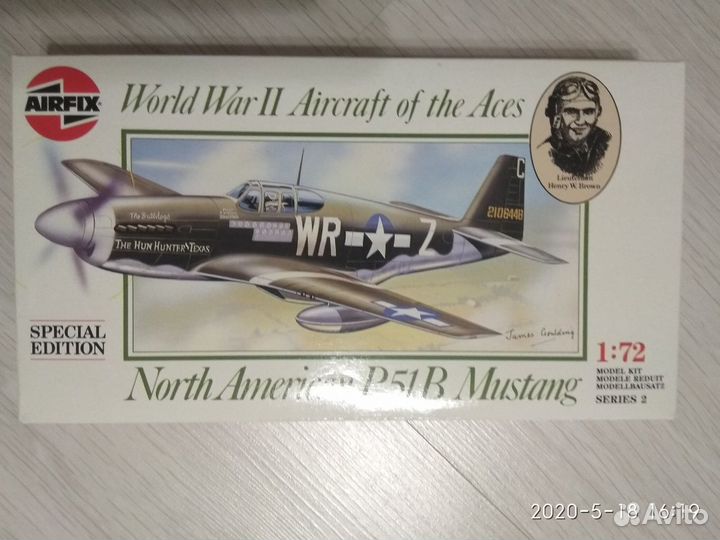 AIRFIX
World War II Aircraft of the Aces
Lieutenant
Henry W. Brown
C
2106448
The Bulldogs
THE HUN HUNTER/TEXAS
WR
Z
SPECIAL
EDITION
James Goulding
1:72
MODEL KIT
MODELE REDUIT
MODELLBAUSATZ
SERIES 2
North American P.51B Mustang
2020-5-18 16:19
Avito